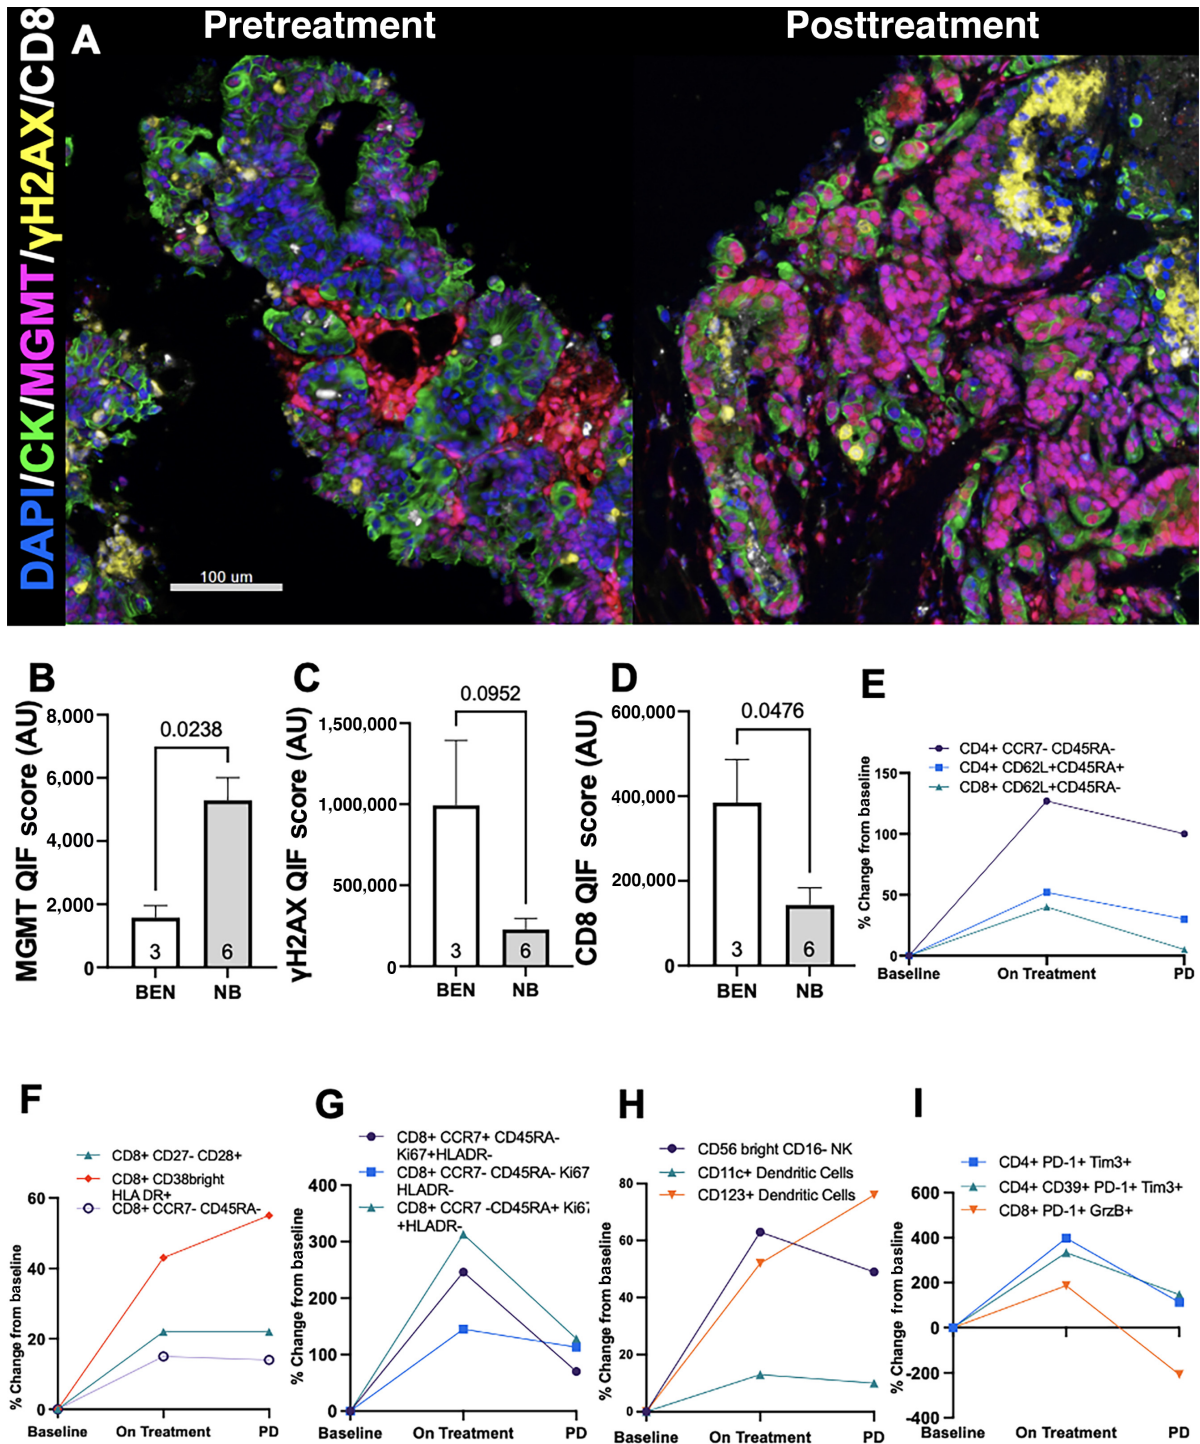 Pretreatment
Posttreatment
A
DAPI/CK/MGMT/γH2AX/CD8
100 um
B
MGMT QIF score (AU)
8,000
6,000
4,000
2,000
0
0.0238
3
6
BEN
NB
C
γH2AX QIF score (AU)
1,500,000
1,000,000
500,000
0
0.0952
3
6
BEN
NB
D
CD8 QIF score (AU)
600,000
400,000
200,000
0
0.0476
3
6
BEN
NB
E
CD4+ CCR7- CD45RA-
CD4+ CD62L+CD45RA+
CD8+ CD62L+CD45RA-
% Change from baseline
150
100
50
0
Baseline
On Treatment
PD
F
CD8+ CD27- CD28+
CD8+ CD38bright
HLA DR+
CD8+ CCR7- CD45RA-
% Change from baseline
60
40
20
0
Baseline
On Treatment
PD
G
CD8+ CCR7+ CD45RA-
Ki67+HLADR-
CD8+ CCR7- CD45RA- Ki67
HLADR-
CD8+ CCR7 -CD45RA+ Ki67
+HLADR-
% Change from baseline
400
300
200
100
0
Baseline
On Treatment
PD
H
CD56 bright CD16- NK
CD11c+ Dendritic Cells
CD123+ Dendritic Cells
% Change from baseline
80
60
40
20
0
Baseline
On Treatment
PD
I
CD4+ PD-1+ Tim3+
CD4+ CD39+ PD-1+ Tim3+
CD8+ PD-1+ GrzB+
% Change from baseline
600
400
200
0
-200
-400
Baseline
On Treatment
PD